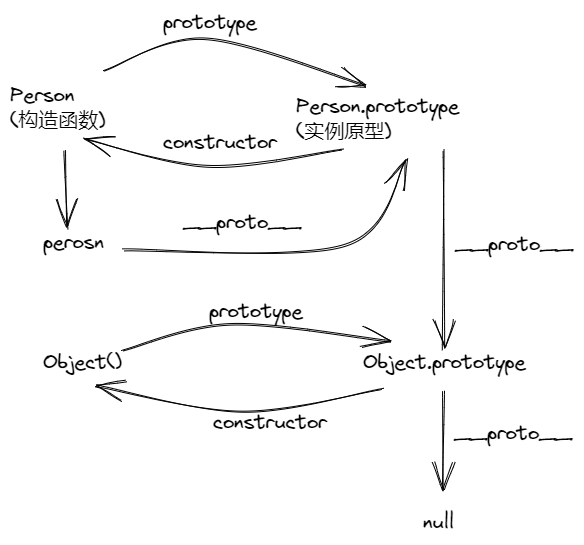 prototype
Person
(构造函数)
Person.prototype
(实例原型)
constructor
perosn
__proto__
__proto__
prototype
Object()
Object.prototype
constructor
__proto__
null